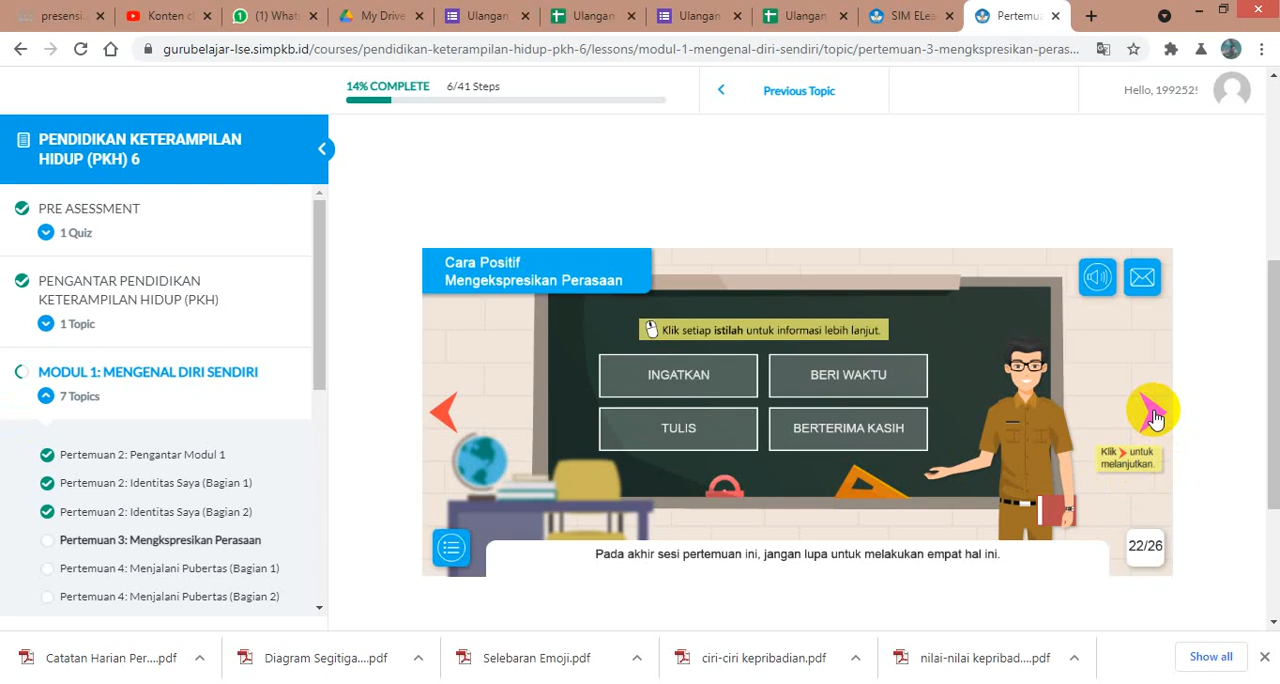 presensi.
Konten c
(1) What
My Drive
Ulangan
Ulangan
Ulangan
Ulangan
SIM ELea
Pertemu
gurubelajar-lse.simpkb.id/courses/pendidikan-keterampilan-hidup-pkh-6/lessons/modul-1-mengenal-diri-sendiri/topic/pertemuan-3-mengkspresikan-peras...
14% COMPLETE 6/41 Steps
Previous Topic
Hello, 199252!
PENDIDIKAN KETERAMPILAN
HIDUP (PKH) 6
PRE ASESSMENT
1 Quiz
PENGANTAR PENDIDIKAN
KETERAMPILAN HIDUP (PKH)
1 Topic
MODUL 1: MENGENAL DIRI SENDIRI
7 Topics
Pertemuan 2: Pengantar Modul 1
Pertemuan 2: Identitas Saya (Bagian 1)
Pertemuan 2: Identitas Saya (Bagian 2)
Pertemuan 3: Mengkspresikan Perasaan
Pertemuan 4: Menjalani Pubertas (Bagian 1)
Pertemuan 4: Menjalani Pubertas (Bagian 2)
Cara Positif
Mengekspresikan Perasaan
Klik setiap istilah untuk informasi lebih lanjut.
INGATKAN
BERI WAKTU
TULIS
BERTERIMA KASIH
Klik > untuk
melanjutkan.
Pada akhir sesi pertemuan ini, jangan lupa untuk melakukan empat hal ini.
22/26
Catatan Harian Per....pdf
Diagram Segitiga....pdf
Selebaran Emoji.pdf
ciri-ciri kepribadian.pdf
nilai-nilai kepribad....pdf
Show all